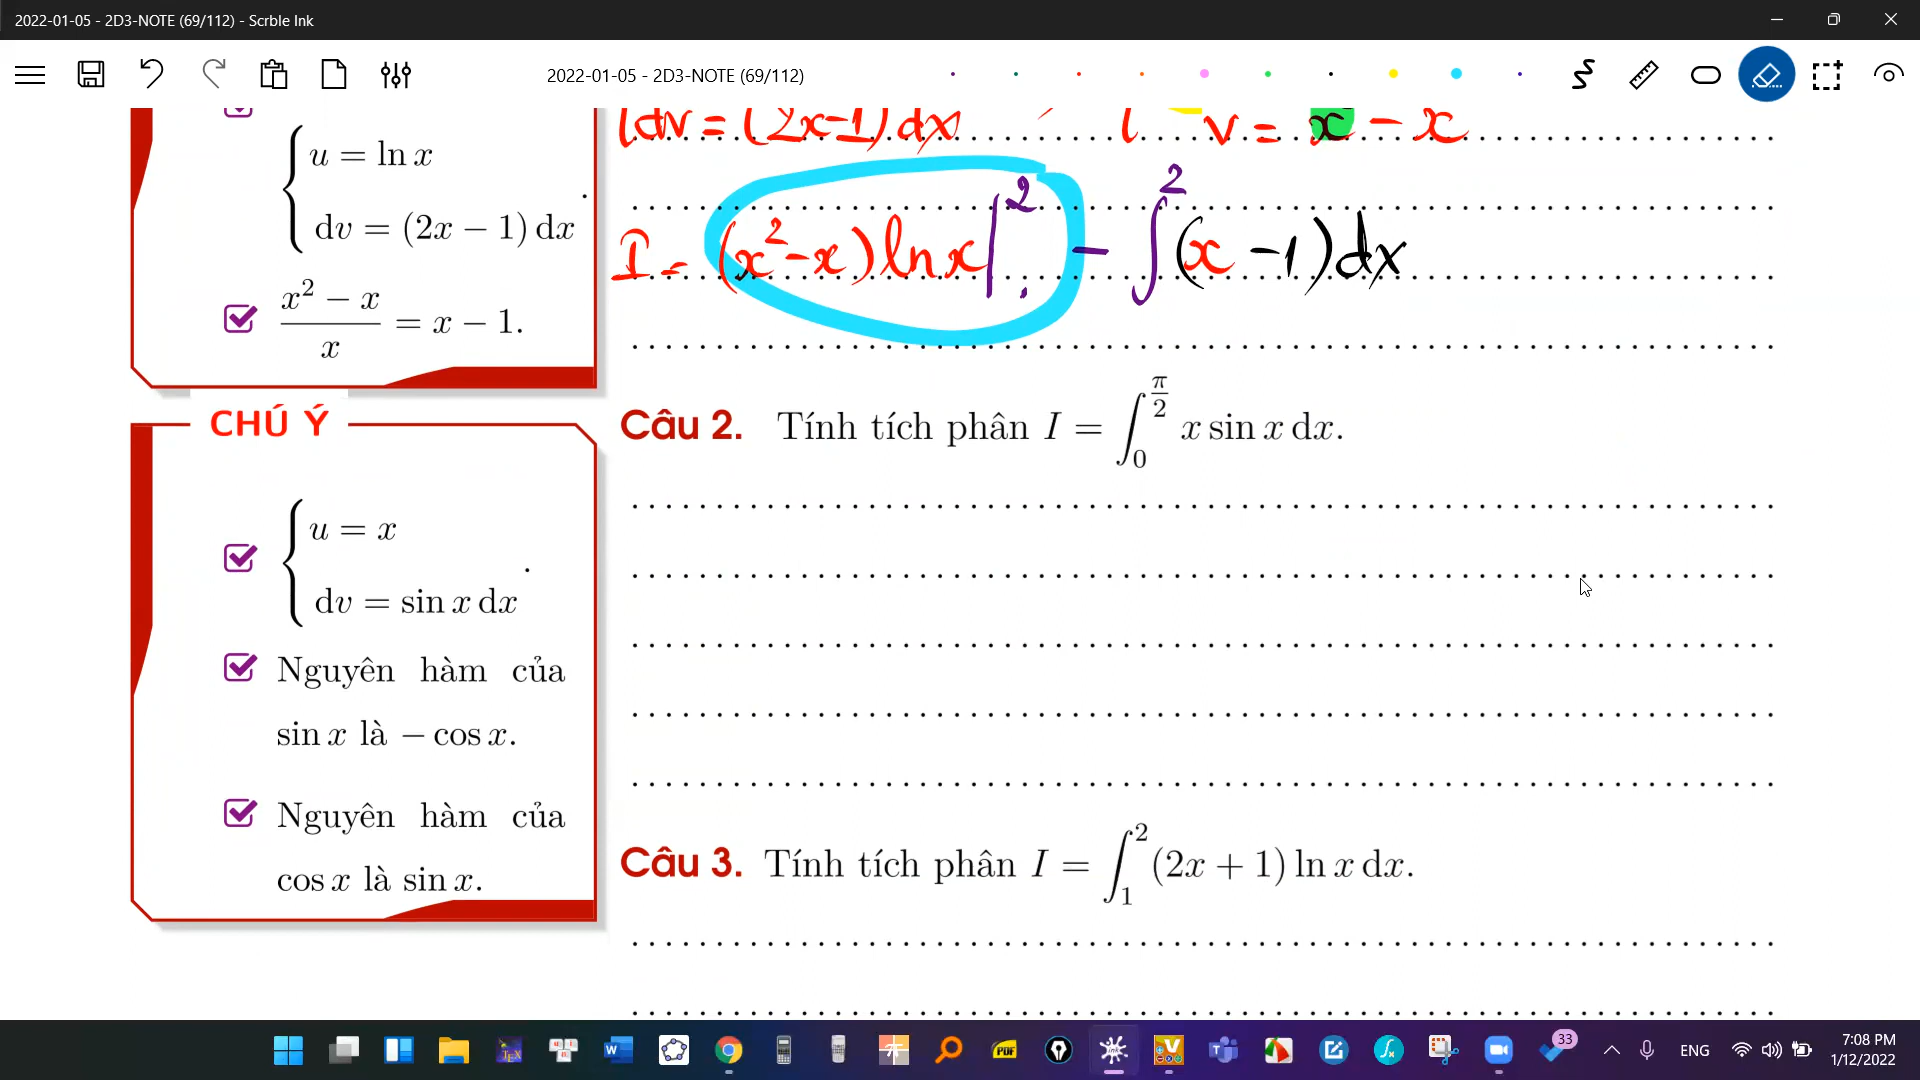 2022-01-05 - 2D3-NOTE (69/112) - Scrble Ink
2022-01-05 - 2D3-NOTE (69/112)
dv = (2x-1)dx v = x - x
u = ln x
dv = (2x − 1) dx .
I = (x²-x) ln x |² - ∫² (x -1) dx
(x² − x)/x = x − 1.
CHÚ Ý
Câu 2. Tính tích phân I = ∫₀^(π/2) x sin x dx.
u = x
dv = sin x dx .
Nguyên hàm của
sin x là − cos x.
Nguyên hàm của
cos x là sin x.
Câu 3. Tính tích phân I = ∫₁² (2x + 1) ln x dx.
33
ENG
7:08 PM
1/12/2022